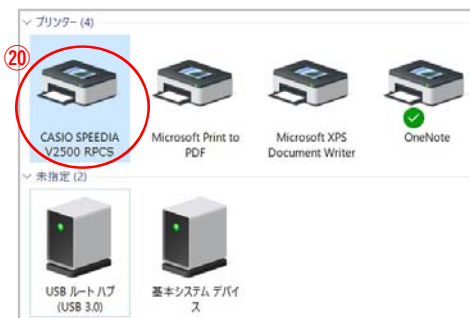 プリンター (4)
⑳
CASIO SPEEDIA
V2500 RPCS
Microsoft Print to
PDF
Microsoft XPS
Document Writer
OneNote
未指定 (2)
USB ルート ハブ
(USB 3.0)
基本システム デバイ
ス